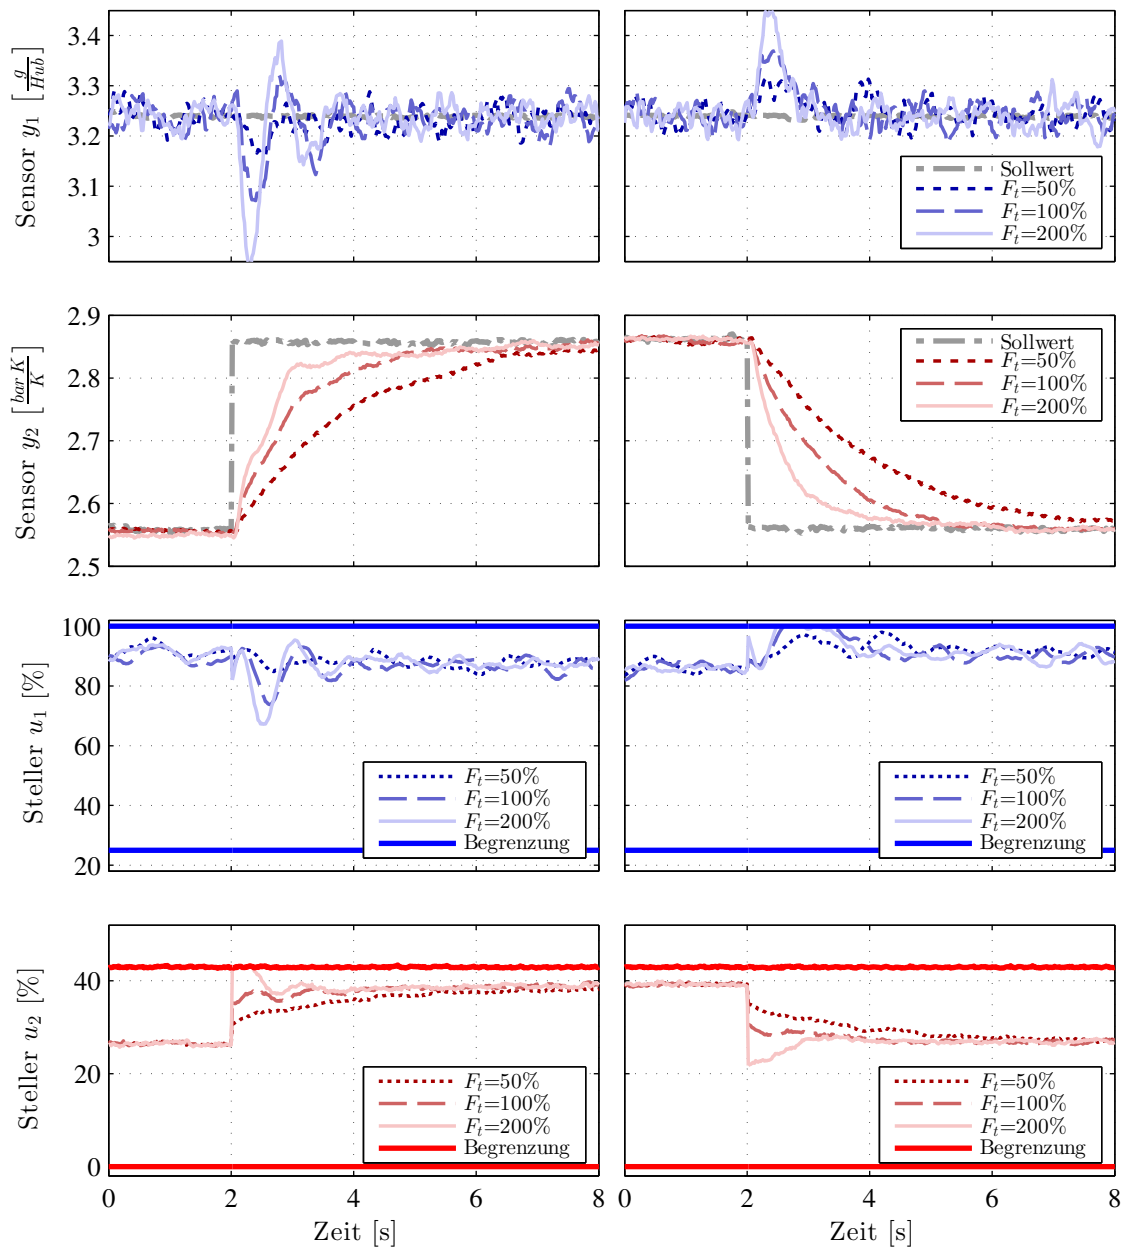 Sensor y₁ [g/Hub]
3.4
3.3
3.2
3.1
3
Sollwert
Fₜ=50%
Fₜ=100%
Fₜ=200%
Sensor y₂ [bar K/K]
2.9
2.8
2.7
2.6
2.5
Sollwert
Fₜ=50%
Fₜ=100%
Fₜ=200%
Steller u₁ [%]
100
80
60
40
20
Fₜ=50%
Fₜ=100%
Fₜ=200%
Begrenzung
Fₜ=50%
Fₜ=100%
Fₜ=200%
Begrenzung
Steller u₂ [%]
40
20
0
Fₜ=50%
Fₜ=100%
Fₜ=200%
Begrenzung
Fₜ=50%
Fₜ=100%
Fₜ=200%
Begrenzung
0 2 4 6 8
0 2 4 6 8
Zeit [s]
Zeit [s]